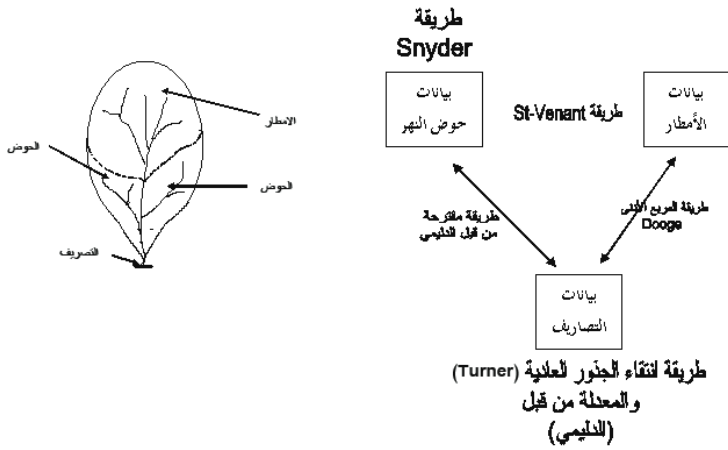 طريقة
Snyder
بيانات
حوض النهر
طريقة St-Venant
بيانات
الأمطار
الامطار
الحوض
الحوض
التصريف
طريقة مقترحة
من قبل الدليمي
طريقة المربع الأدنى
Dooge
بيانات
التصاريف
طريقة انتقاء الجذور العادية (Turner)
والمعدلة من قبل
(الدليمي)